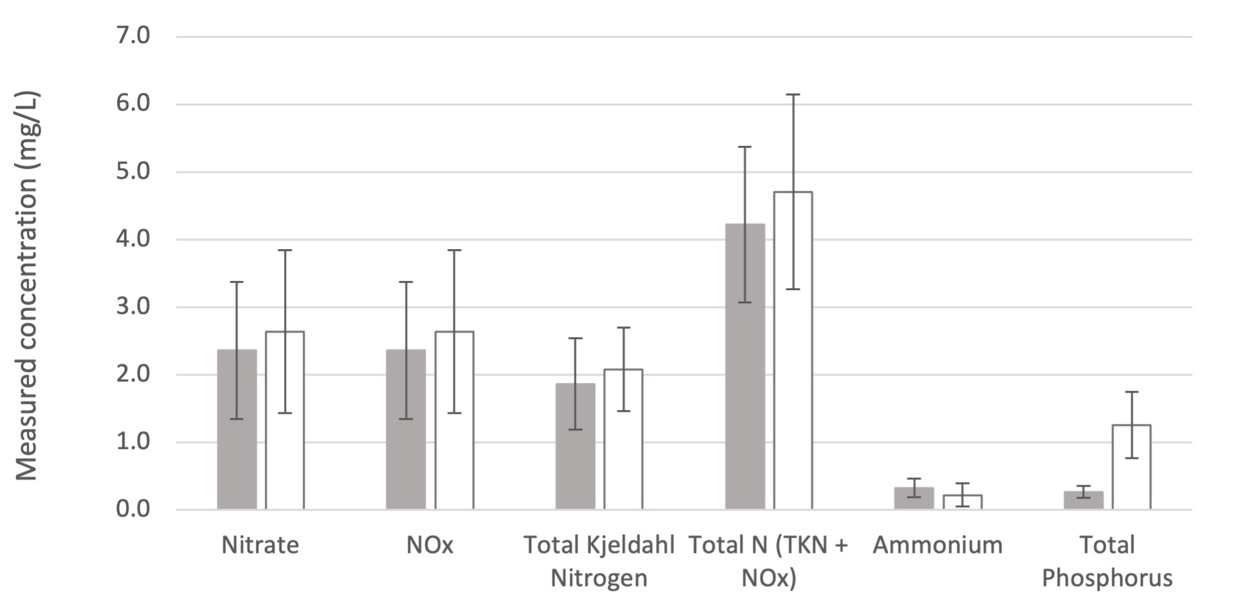 Measured concentration (mg/L)
7.0
6.0
5.0
4.0
3.0
2.0
1.0
0.0
Nitrate
NOx
Total Kjeldahl
Nitrogen
Total N (TKN +
NOx)
Ammonium
Total
Phosphorus